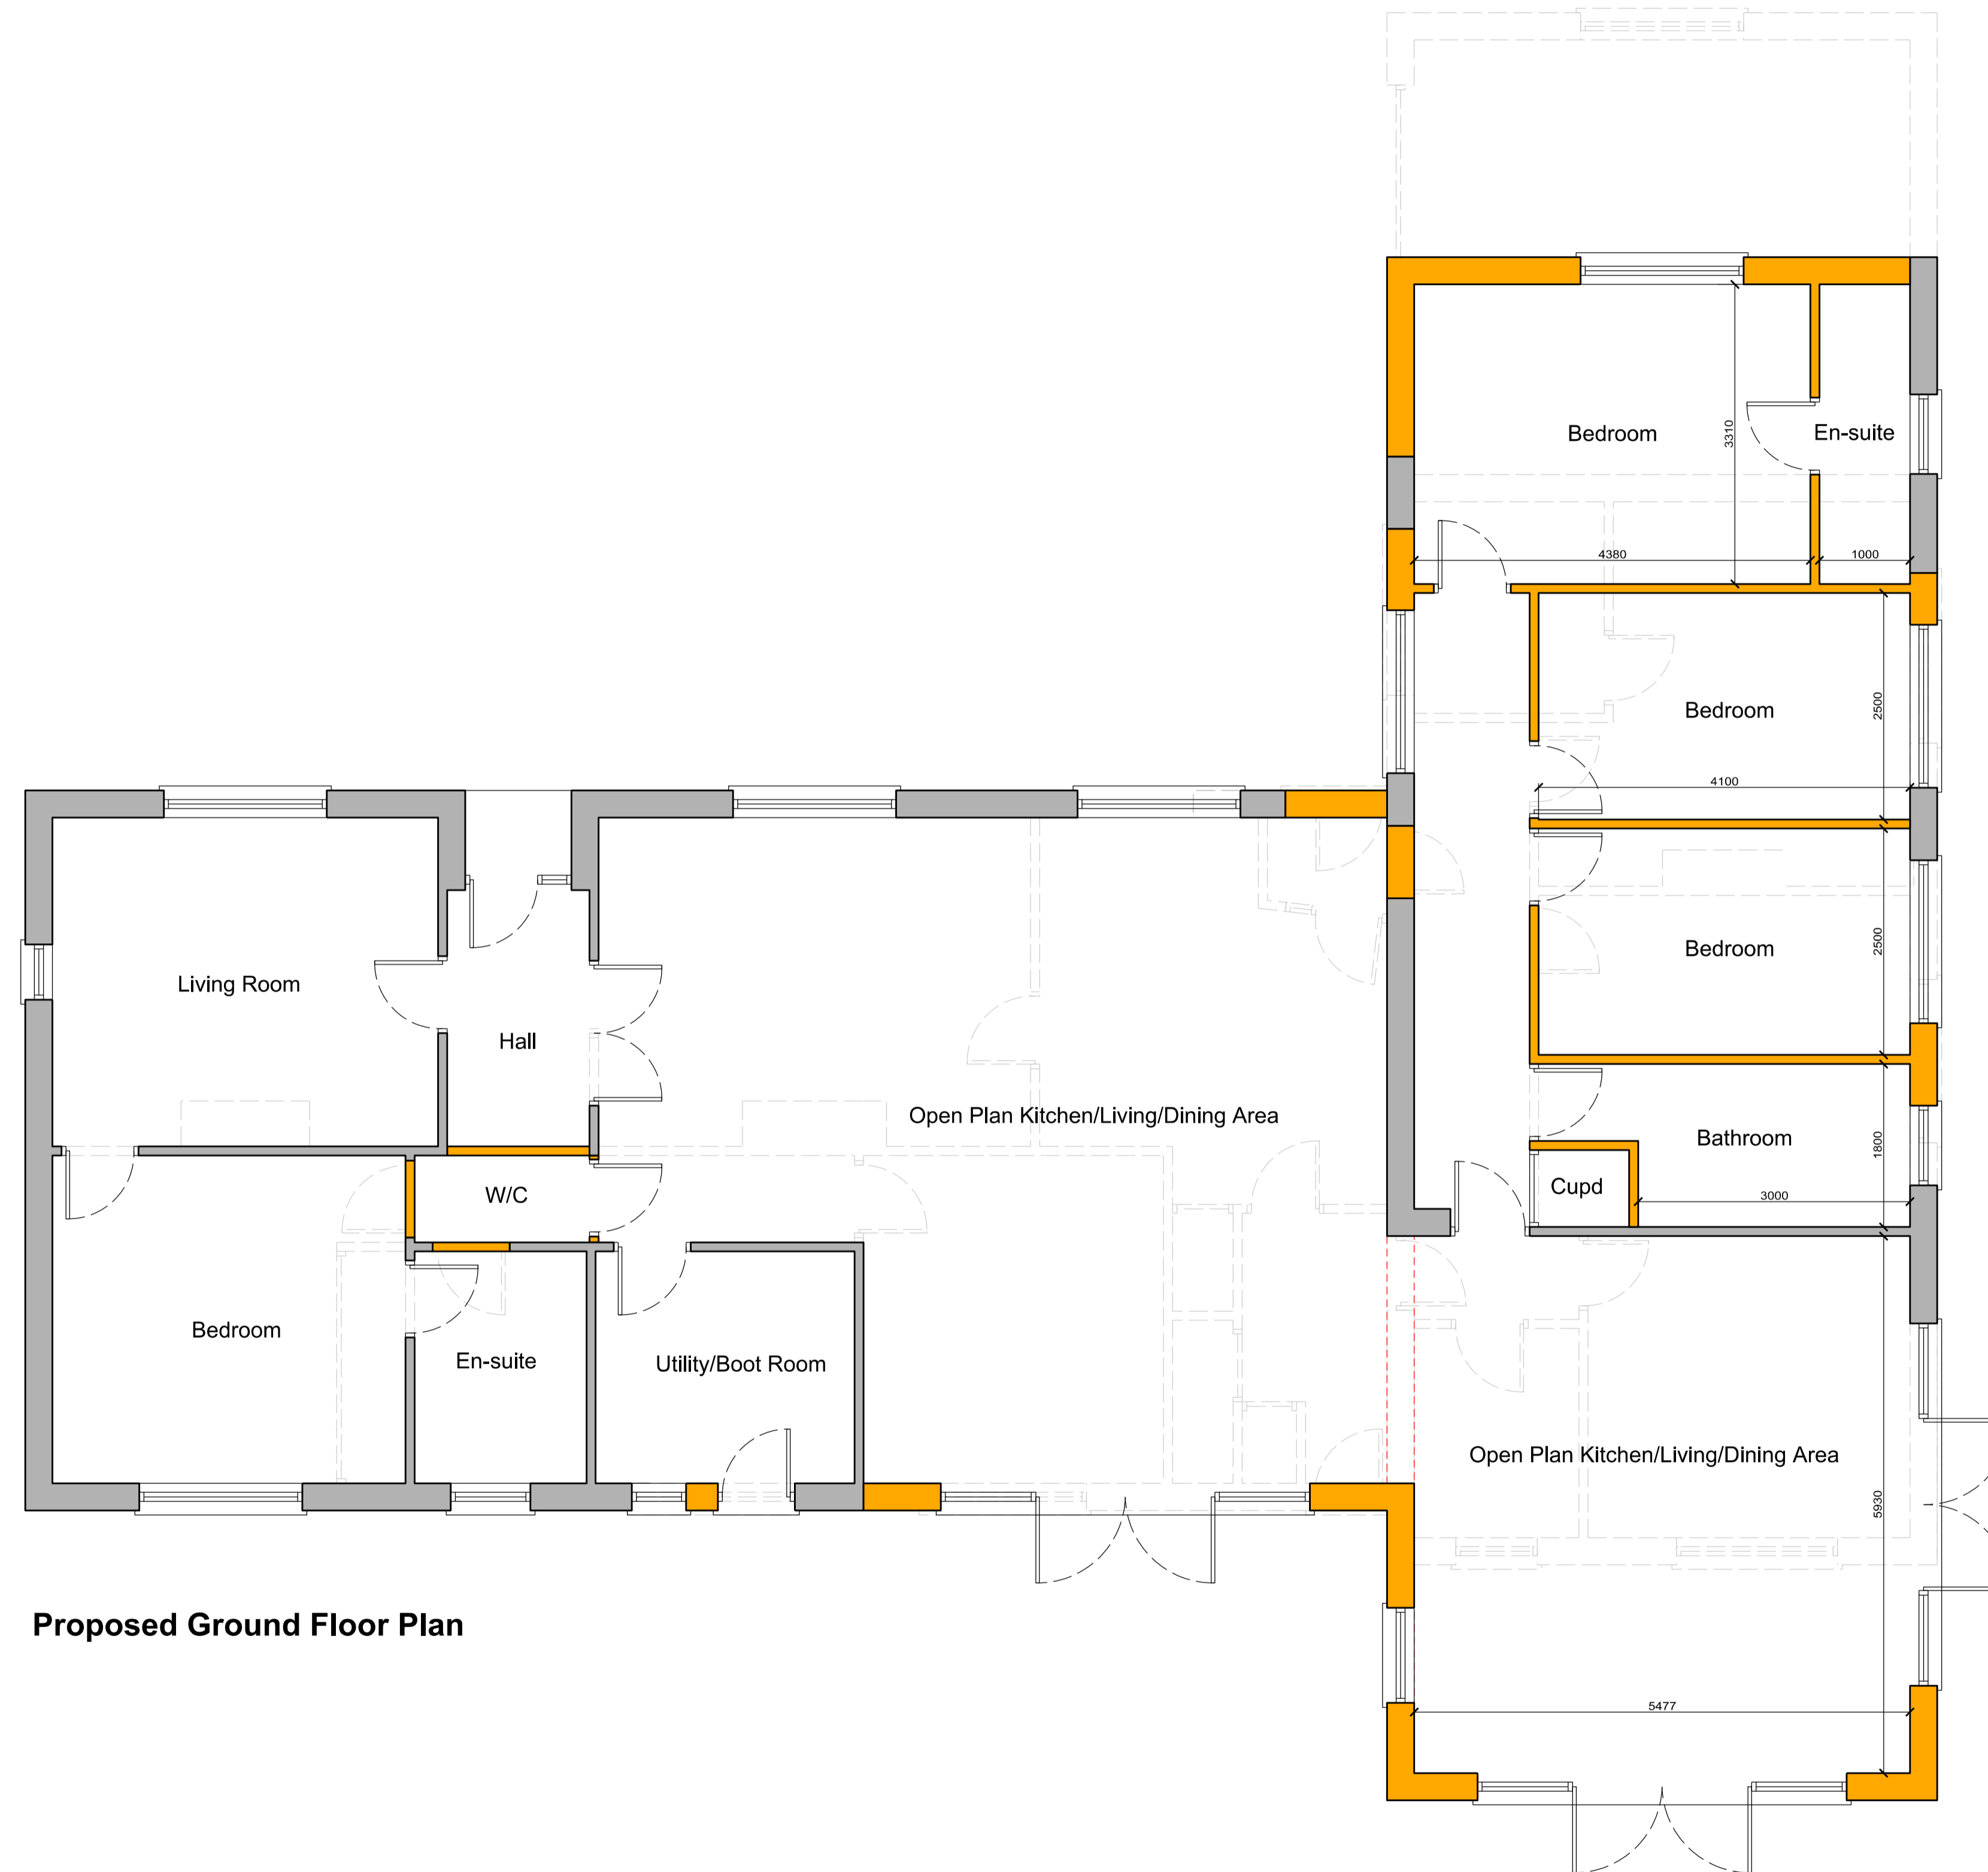 Bedroom
En-suite
3310
4380
1000
Bedroom
2500
4100
Bedroom
2500
Living Room
Hall
Open Plan Kitchen/Living/Dining Area
Bathroom
1800
W/C
Cupd
3000
Bedroom
En-suite
Utility/Boot Room
Open Plan Kitchen/Living/Dining Area
5930
Proposed Ground Floor Plan
5477